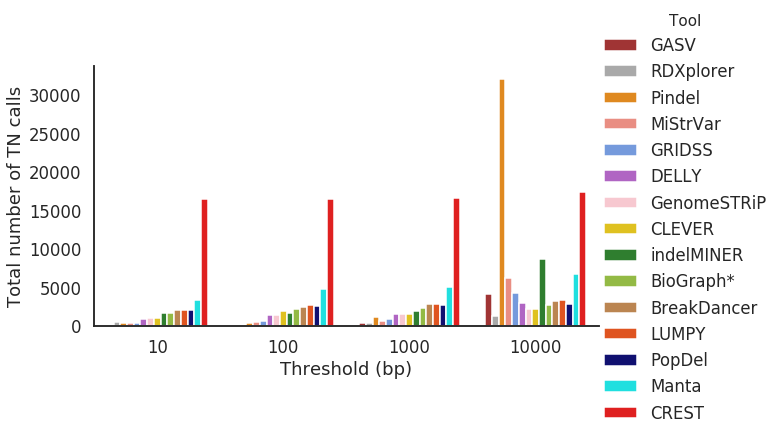 Tool
GASV
RDXplorer
Pindel
MiStrVar
GRIDSS
DELLY
GenomeSTRiP
CLEVER
indelMINER
BioGraph*
BreakDancer
LUMPY
PopDel
Manta
CREST
Total number of TN calls
30000
25000
20000
15000
10000
5000
0
10 100 1000 10000
Threshold (bp)